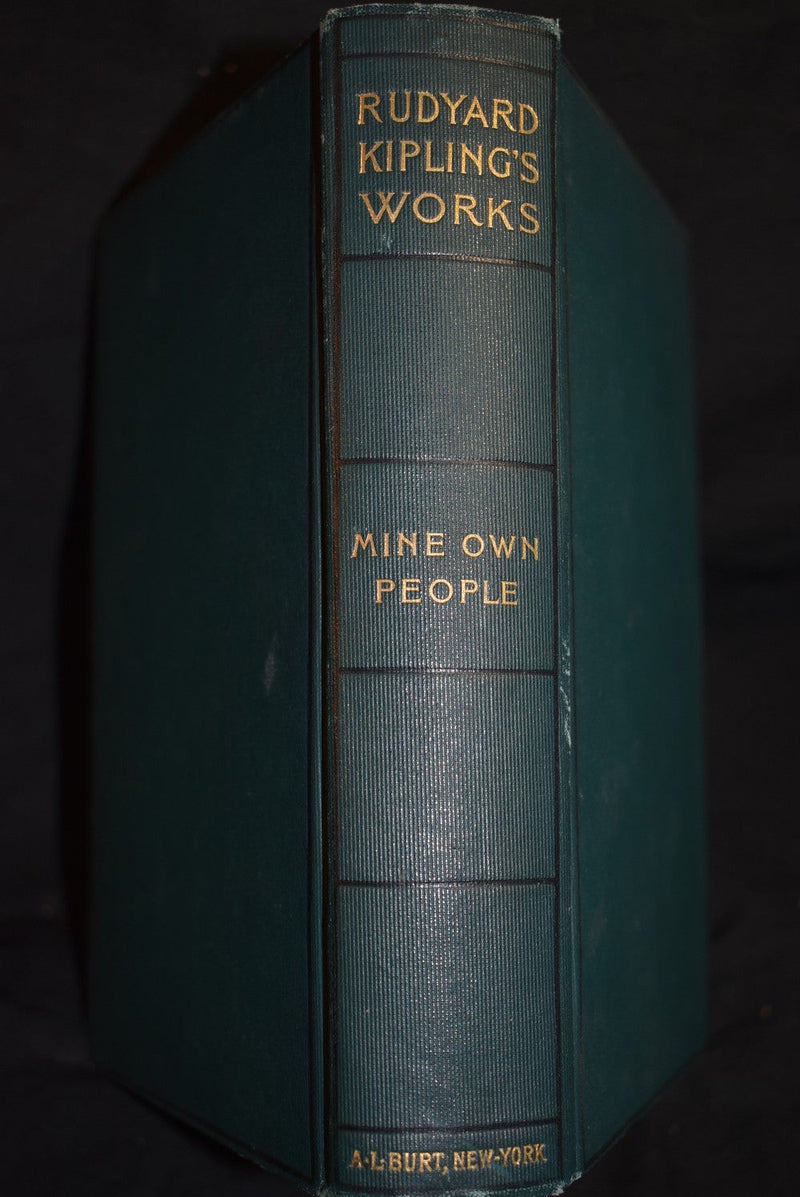 RUDYARD
KIPLING'S
WORKS
MINE OWN
PEOPLE
A·L·BURT, NEW-YORK